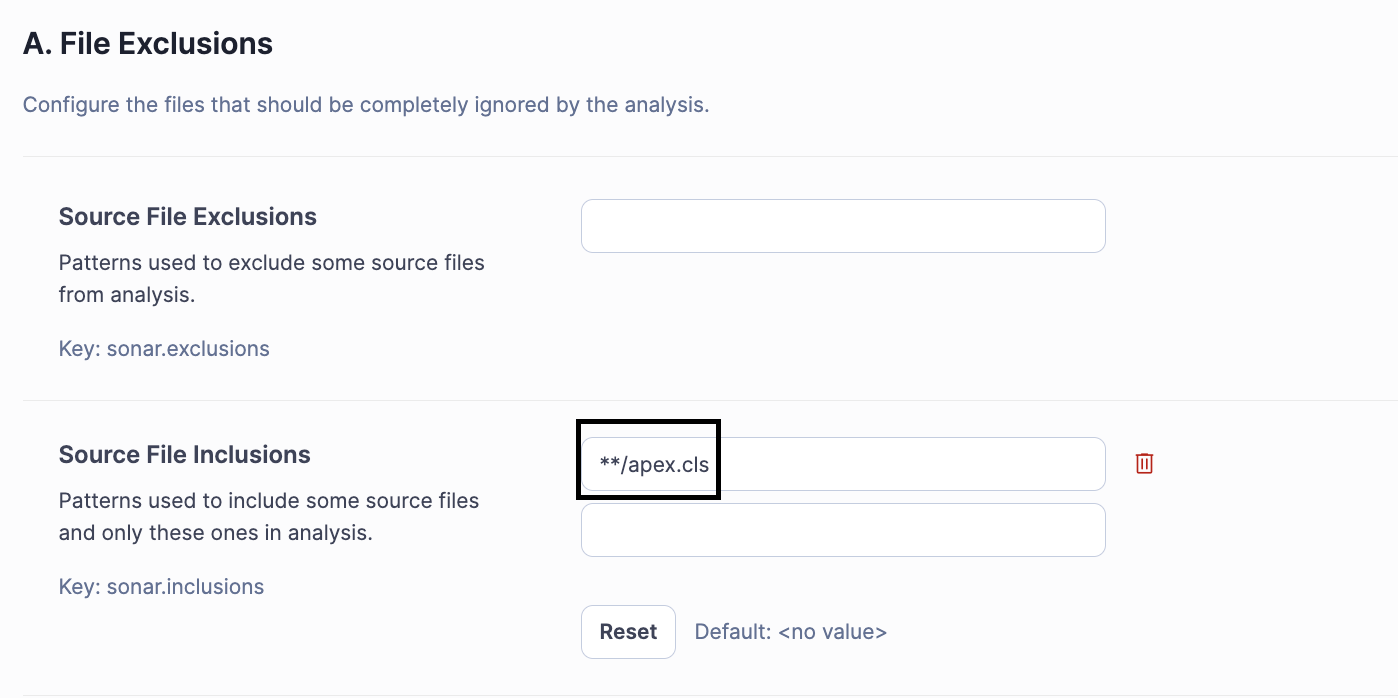 A. File Exclusions
Configure the files that should be completely ignored by the analysis.
Source File Exclusions
Patterns used to exclude some source files
from analysis.
Key: sonar.exclusions
Source File Inclusions
Patterns used to include some source files
and only these ones in analysis.
Key: sonar.inclusions
**/apex.cls
Reset
Default: <no value>